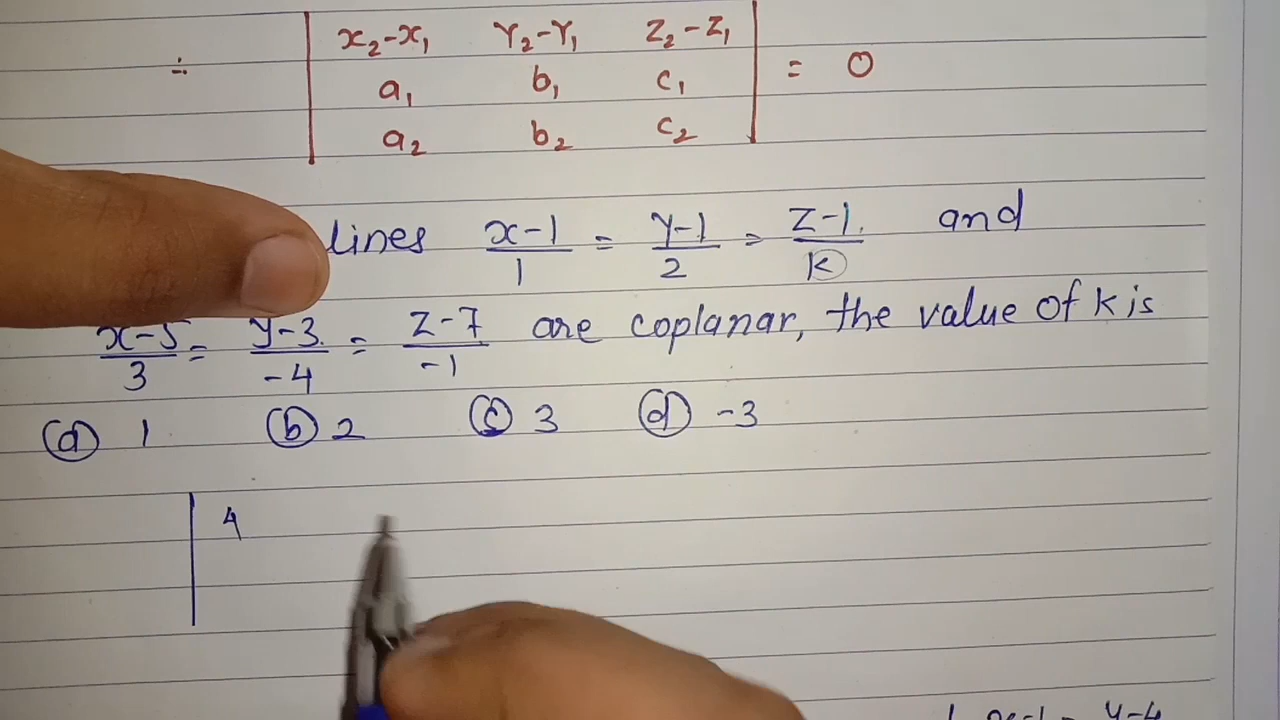 ÷ | x₂-x₁ Y₂-Y₁ Z₂-Z₁ |
| a₁ b₁ c₁ | = 0
| a₂ b₂ c₂ |
lines x-1/1 = y-1/2 = z-1/k and
x-5/3 = y-3/-4 = z-7/-1 are coplanar, the value of k is
(a) 1 (b) 2 (c) 3 (d) -3
| 4